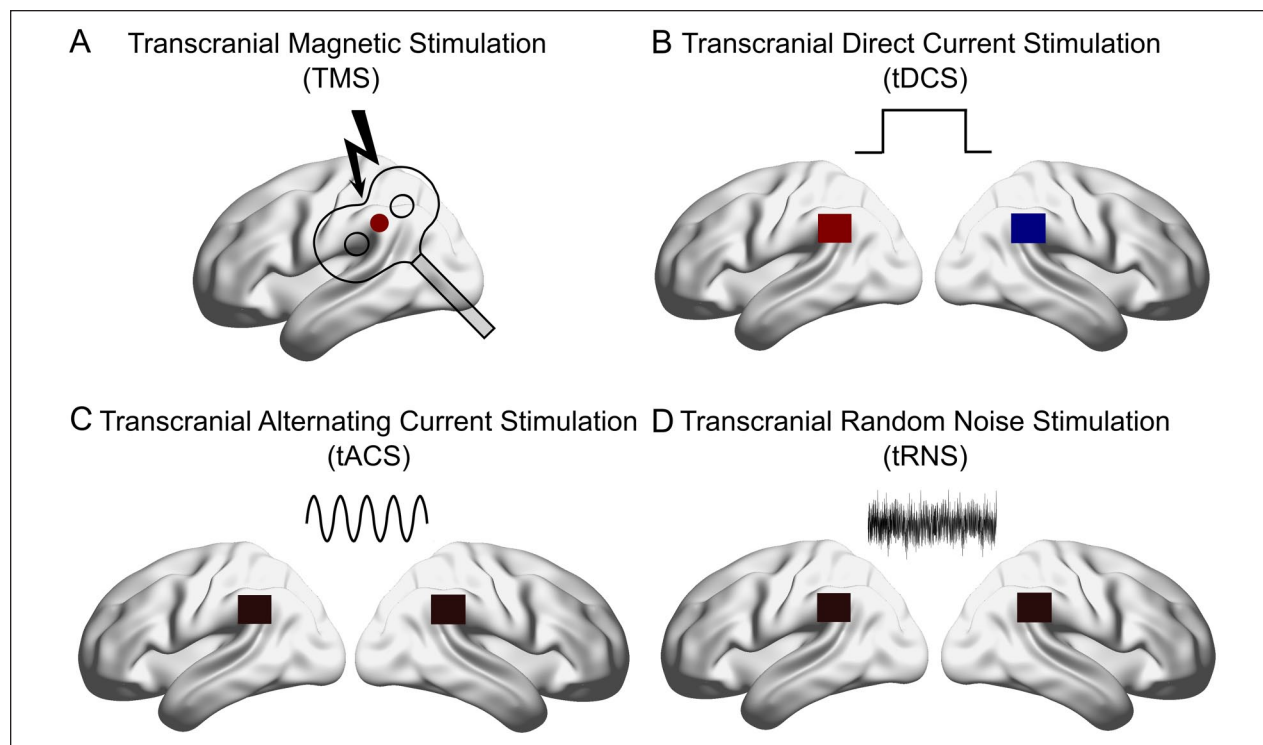 A Transcranial Magnetic Stimulation
(TMS)
B Transcranial Direct Current Stimulation
(tDCS)
C Transcranial Alternating Current Stimulation
(tACS)
D Transcranial Random Noise Stimulation
(tRNS)